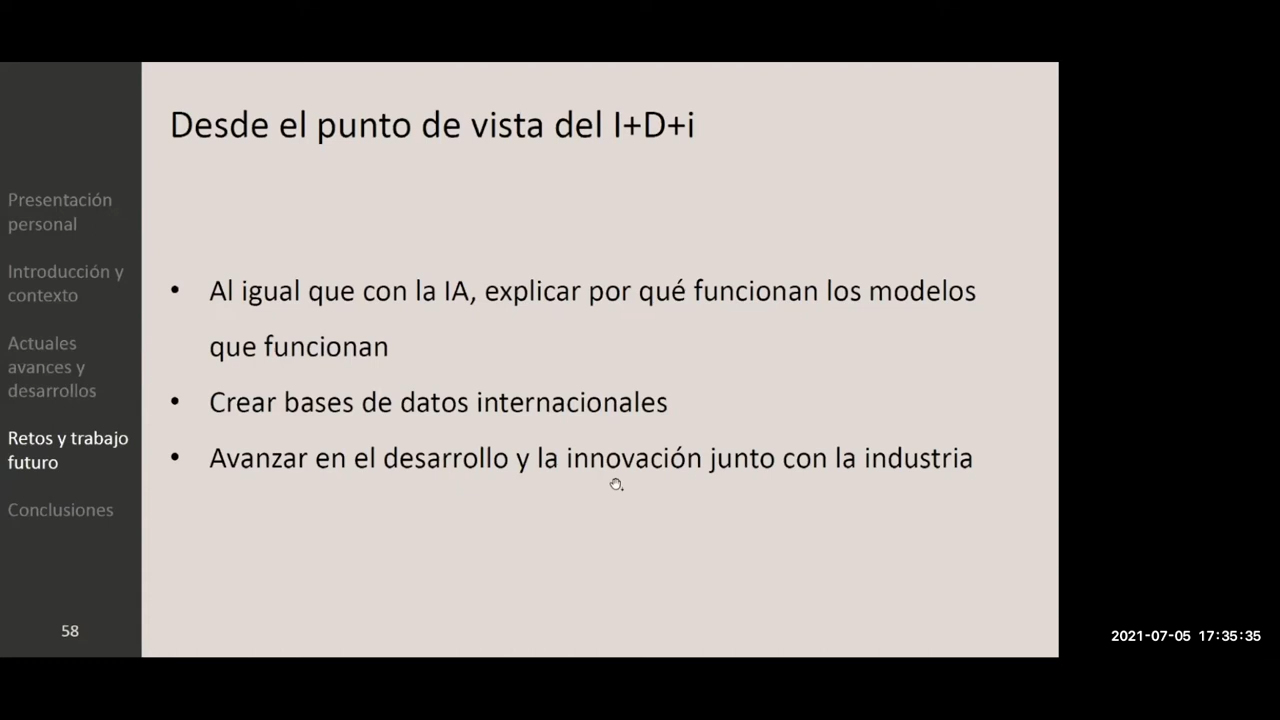 Desde el punto de vista del I+D+i
Presentación
personal
Introducción y
contexto
Actuales
avances y
desarrollos
Retos y trabajo
futuro
Conclusiones
• Al igual que con la IA, explicar por qué funcionan los modelos
que funcionan
• Crear bases de datos internacionales
• Avanzar en el desarrollo y la innovación junto con la industria
58
2021-07-05 17:35:35